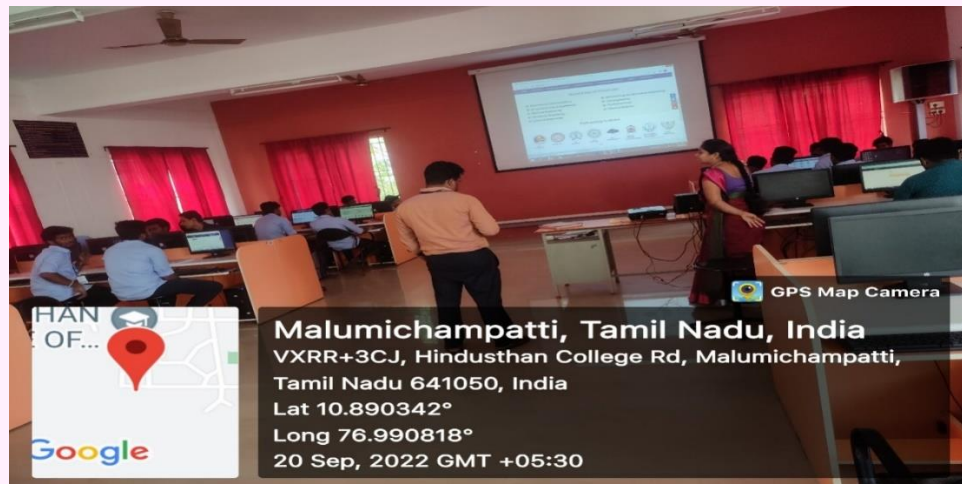 GPS Map Camera
HAN
OF...
Google
Malumichampatti, Tamil Nadu, India
VXRR+3CJ, Hindusthan College Rd, Malumichampatti,
Tamil Nadu 641050, India
Lat 10.890342°
Long 76.990818°
20 Sep, 2022 GMT +05:30